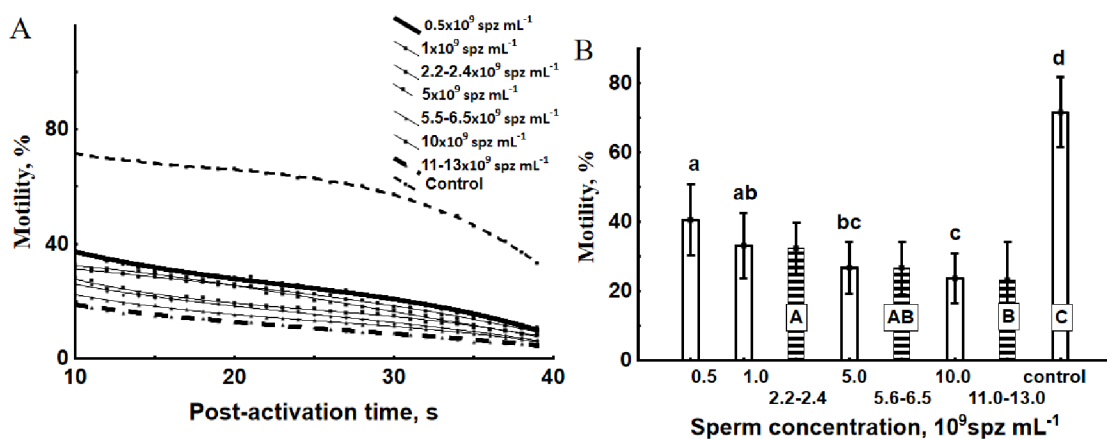 A
0.5x10⁹ spz mL⁻¹
1x10⁹ spz mL⁻¹
2.2-2.4x10⁹ spz mL⁻¹
5x10⁹ spz mL⁻¹
5.5-6.5x10⁹ spz mL⁻¹
10x10⁹ spz mL⁻¹
11-13x10⁹ spz mL⁻¹
Control
Motility, %
80
40
0
10 20 30 40
Post-activation time, s
B
Motility, %
80
60
40
20
0
a
ab
bc
c
d
A
AB
B
C
0.5 1.0 5.0 10.0 control
2.2-2.4 5.6-6.5 11.0-13.0
Sperm concentration, 10⁹spz mL⁻¹